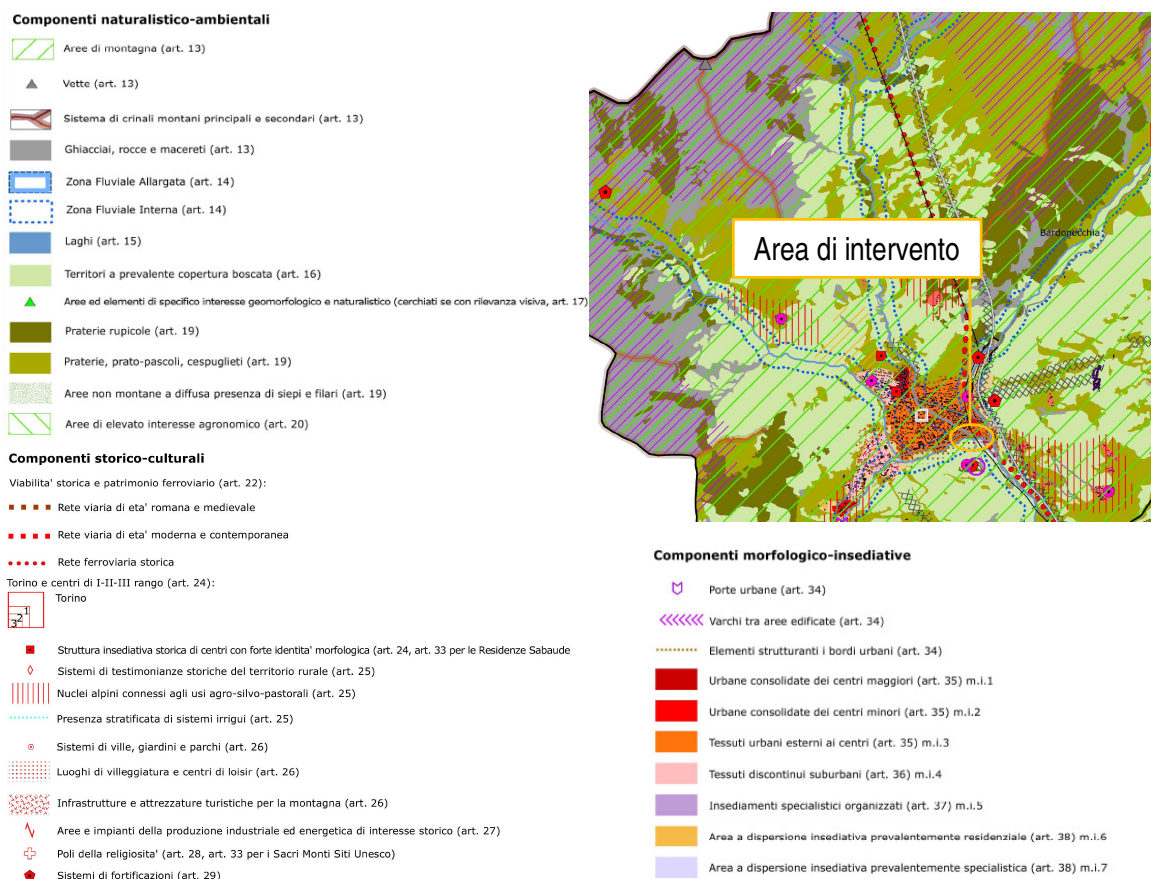 Componenti naturalistico-ambientali
Aree di montagna (art. 13)
Vette (art. 13)
Sistema di crinali montani principali e secondari (art. 13)
Ghiacciai, rocce e macereti (art. 13)
Zona Fluviale Allargata (art. 14)
Zona Fluviale Interna (art. 14)
Laghi (art. 15)
Territori a prevalente copertura boscata (art. 16)
Aree ed elementi di specifico interesse geomorfologico e naturalistico (cerchiati se con rilevanza visiva, art. 17)
Praterie rupicole (art. 19)
Praterie, prato-pascoli, cespuglieti (art. 19)
Aree non montane a diffusa presenza di siepi e filari (art. 19)
Aree di elevato interesse agronomico (art. 20)
Componenti storico-culturali
Viabilita' storica e patrimonio ferroviario (art. 22):
Rete viaria di eta' romana e medievale
Rete viaria di eta' moderna e contemporanea
Rete ferroviaria storica
Torino e centri di I-II-III rango (art. 24):
Torino
1
2
3
Struttura insediativa storica di centri con forte identita' morfologica (art. 24, art. 33 per le Residenze Sabaude
Sistemi di testimonianze storiche del territorio rurale (art. 25)
Nuclei alpini connessi agli usi agro-silvo-pastorali (art. 25)
Presenza stratificata di sistemi irrigui (art. 25)
Sistemi di ville, giardini e parchi (art. 26)
Luoghi di villeggiatura e centri di loisir (art. 26)
Infrastrutture e attrezzature turistiche per la montagna (art. 26)
Aree e impianti della produzione industriale ed energetica di interesse storico (art. 27)
Poli della religiosita' (art. 28, art. 33 per i Sacri Monti Siti Unesco)
Sistemi di fortificazioni (art. 29)
Bardonecchia
Area di intervento
Componenti morfologico-insediative
Porte urbane (art. 34)
Varchi tra aree edificate (art. 34)
Elementi strutturanti i bordi urbani (art. 34)
Urbane consolidate dei centri maggiori (art. 35) m.i.1
Urbane consolidate dei centri minori (art. 35) m.i.2
Tessuti urbani esterni ai centri (art. 35) m.i.3
Tessuti discontinui suburbani (art. 36) m.i.4
Insediamenti specialistici organizzati (art. 37) m.i.5
Area a dispersione insediativa prevalentemente residenziale (art. 38) m.i.6
Area a dispersione insediativa prevalentemente specialistica (art. 38) m.i.7